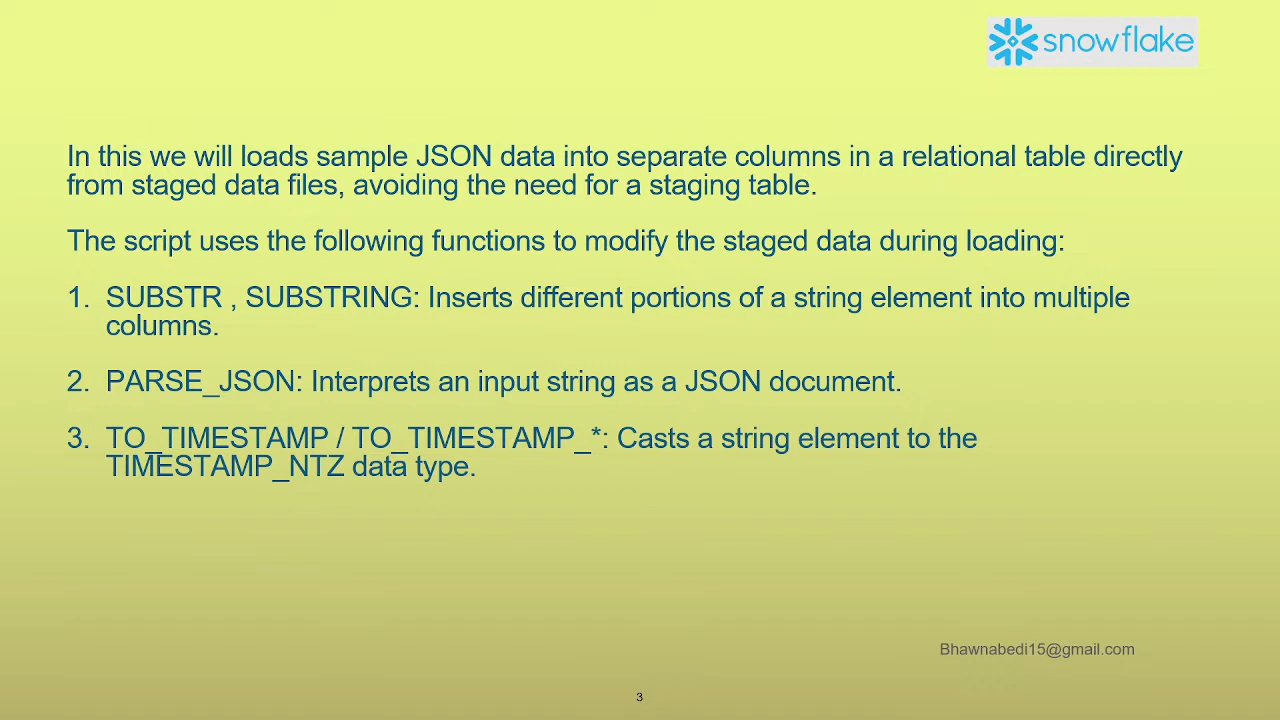 snowflake
In this we will loads sample JSON data into separate columns in a relational table directly
from staged data files, avoiding the need for a staging table.
The script uses the following functions to modify the staged data during loading:
1. SUBSTR , SUBSTRING: Inserts different portions of a string element into multiple
columns.
2. PARSE_JSON: Interprets an input string as a JSON document.
3. TO_TIMESTAMP / TO_TIMESTAMP_*: Casts a string element to the
TIMESTAMP_NTZ data type.
Bhawnabedi15@gmail.com
3